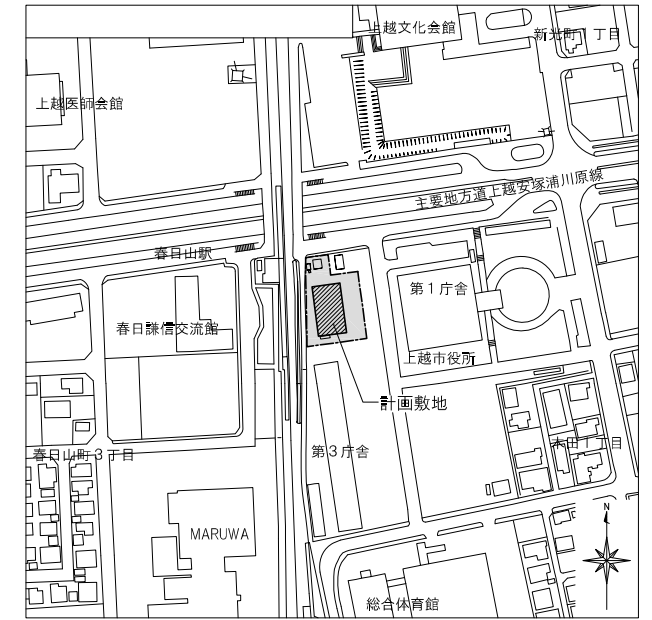 上越文化会館
新光町1丁目
上越医師会館
主要地方道上越安塚浦川原線
春日山駅
第1庁舎
春日謙信交流館
上越市役所
計画敷地
春日山町3丁目
第3庁舎
木田1丁目
MARUWA
N
総合体育館